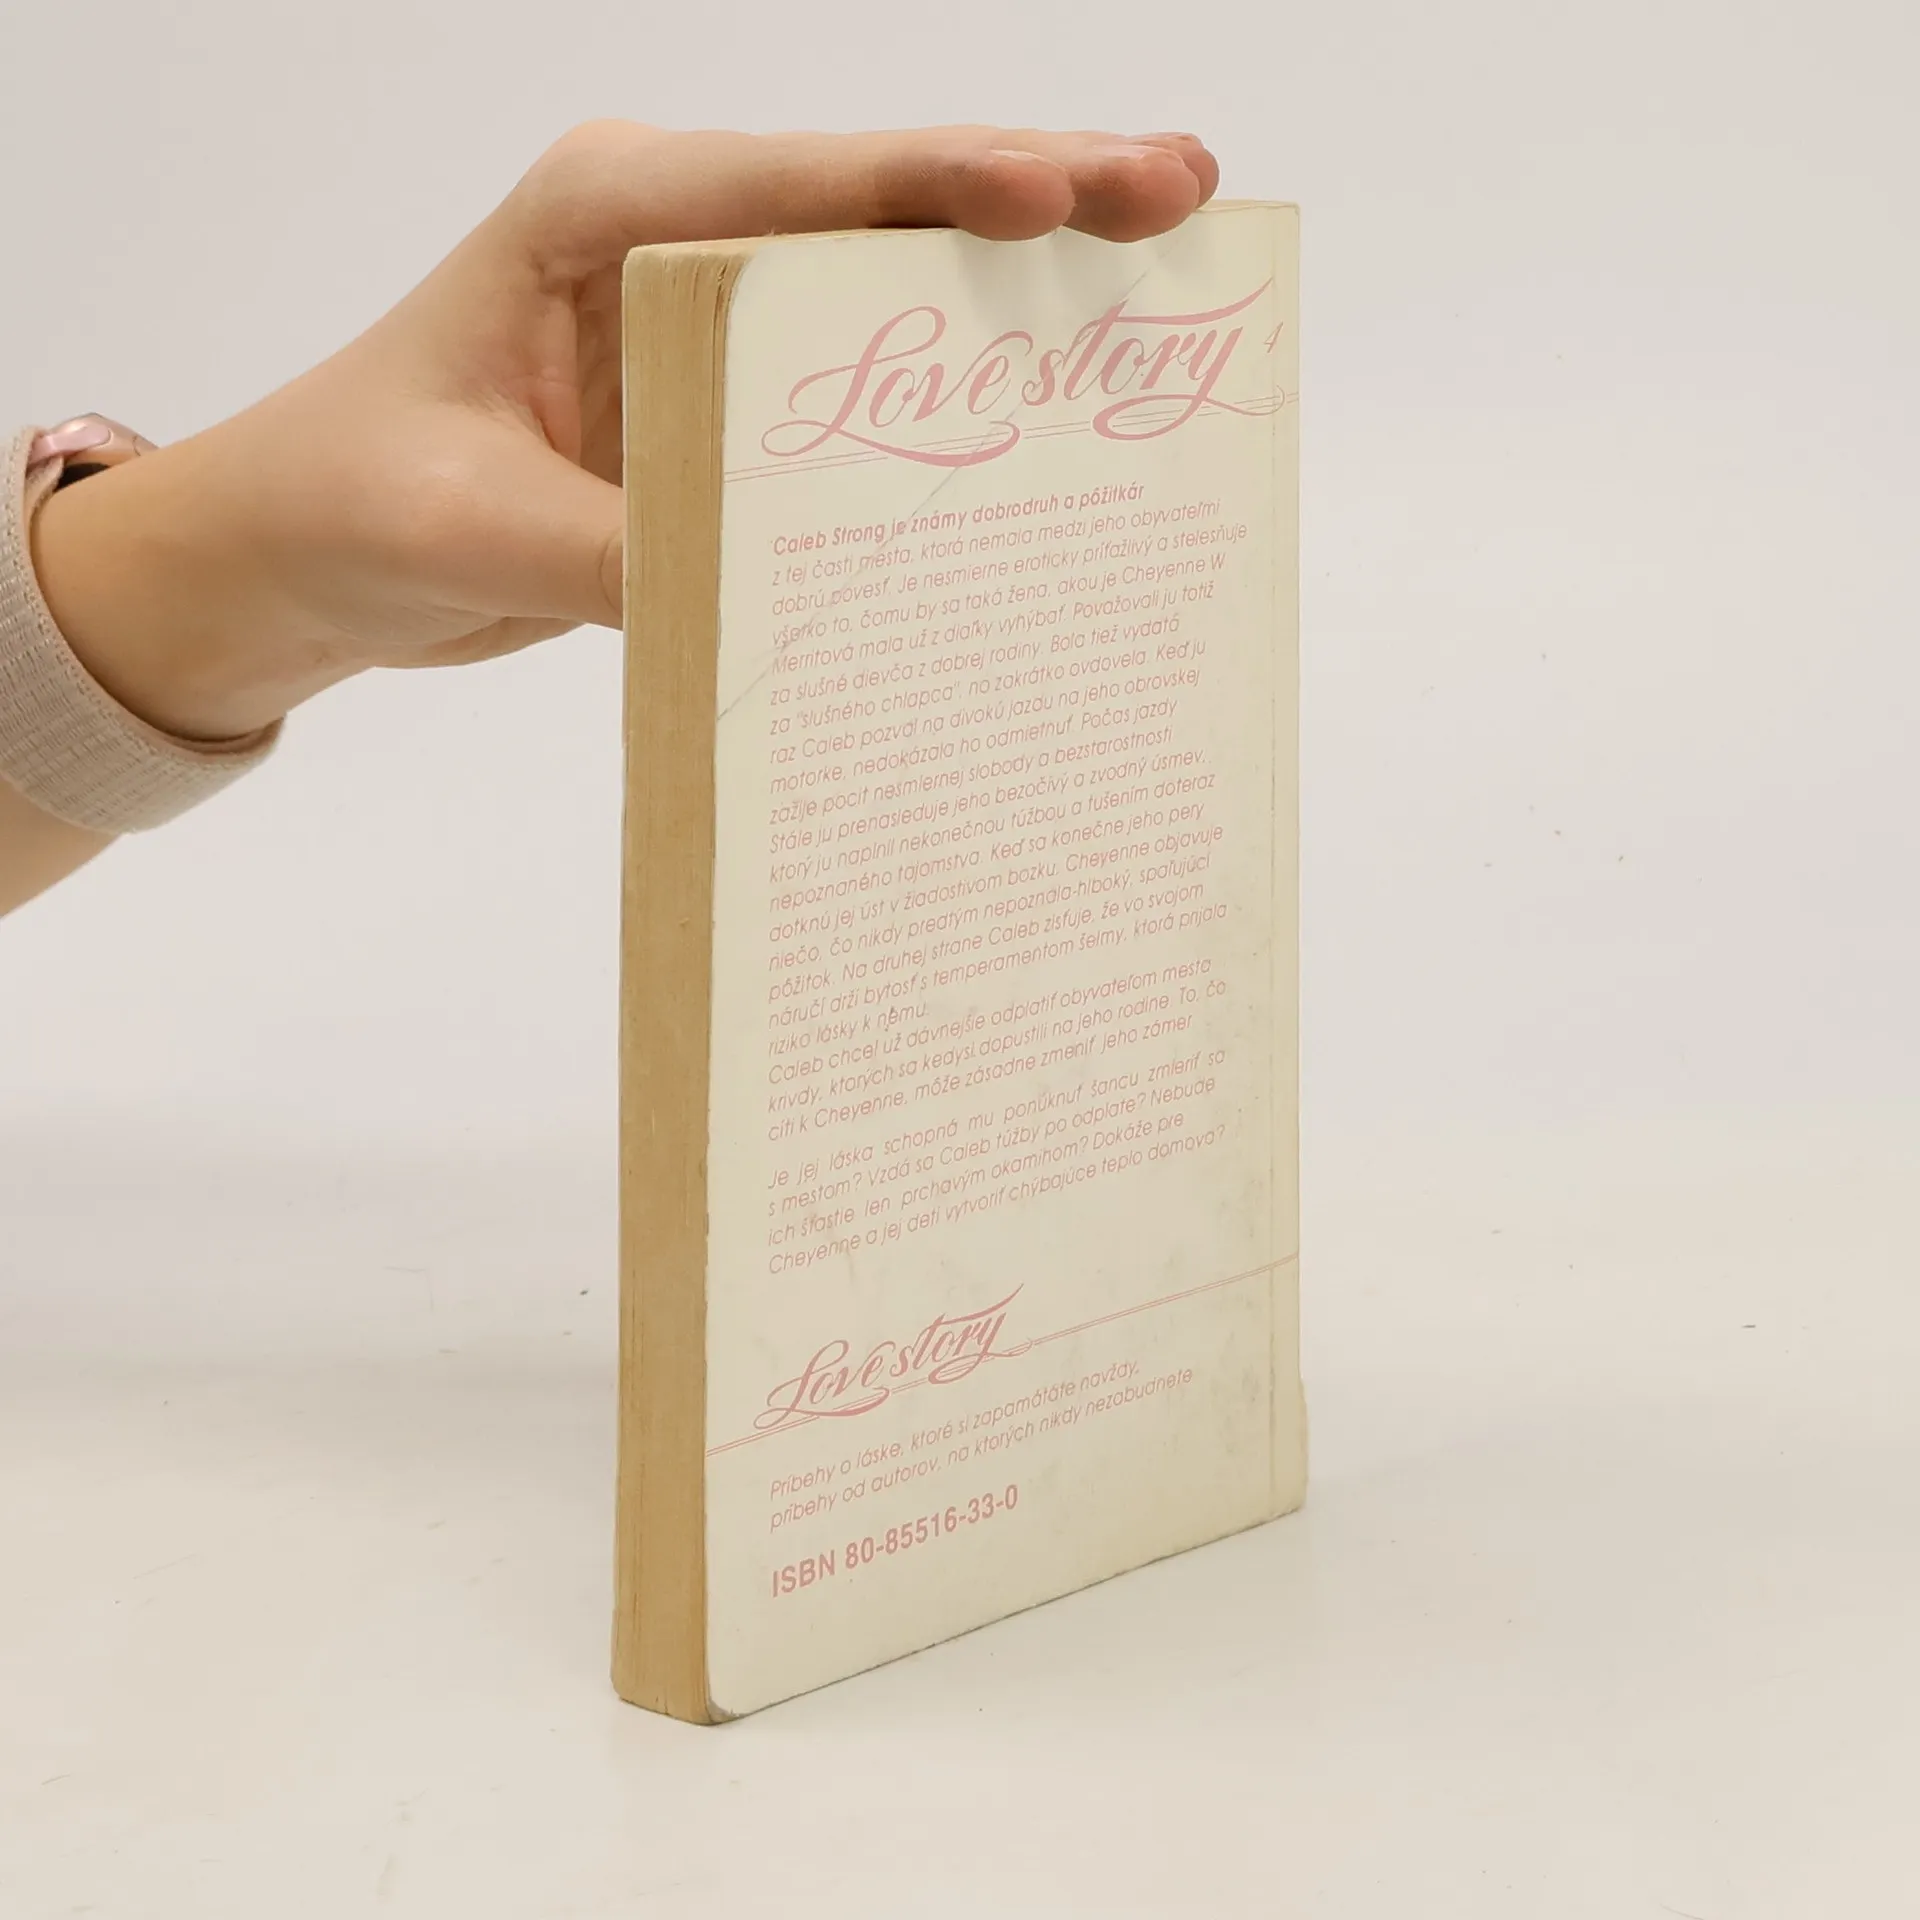 Love story 4
Caleb Strong je známy dobrodruh a pôžitkár
z tej časti mesta, ktorá nemala medzi jeho obyvateľmi
dobrú povesť. Je nesmierne eroticky príťažlivý a stelesňuje
všetko to, čomu by sa taká žena, akou je Cheyenne W
Merritová mala už z diaľky vyhýbať. Považovali ju totiž
za slušné dievča z dobrej rodiny. Bola tiež vydatá
za "slušného chlapca", no zakrátko ovdovela. Keď ju
raz Caleb pozval na divokú jazdu na jeho obrovskej
motorke, nedokázala ho odmietnuť. Počas jazdy
zažije pocit nesmiernej slobody a bezstarostnosti
Stále ju prenasleduje jeho bezočivý a zvodný úsmev,
ktorý ju naplnil nekonečnou túžbou a tušením doteraz
nepoznaného tajomstva. Keď sa konečne jeho pery
dotknú jej úst v žiadostivom bozku, Cheyenne objavuje
niečo, čo nikdy predtým nepoznala-hlboký, spaľujúci
pôžitok. Na druhej strane Caleb zisťuje, že vo svojom
náručí drží bytosť s temperamentom šelmy, ktorá prijala
riziko lásky k nemu.
Caleb chcel už dávnejšie odplatiť obyvateľom mesta
krivdy, ktorých sa kedysi dopustili na jeho rodine. To, čo
cíti k Cheyenne, môže zásadne zmeniť jeho zámer
Je jej láska schopná mu ponúknuť šancu zmieriť sa
s mestom? Vzdá sa Caleb túžby po odplate? Nebude
ich šťastie len prchavým okamihom? Dokáže pre
Cheyenne a jej deti vytvoriť chýbajúce teplo domova?
Love story
Príbehy o láske, ktoré si zapamätáte navždy,
príbehy od autorov, na ktorých nikdy nezabudnete
ISBN 80-85516-33-0